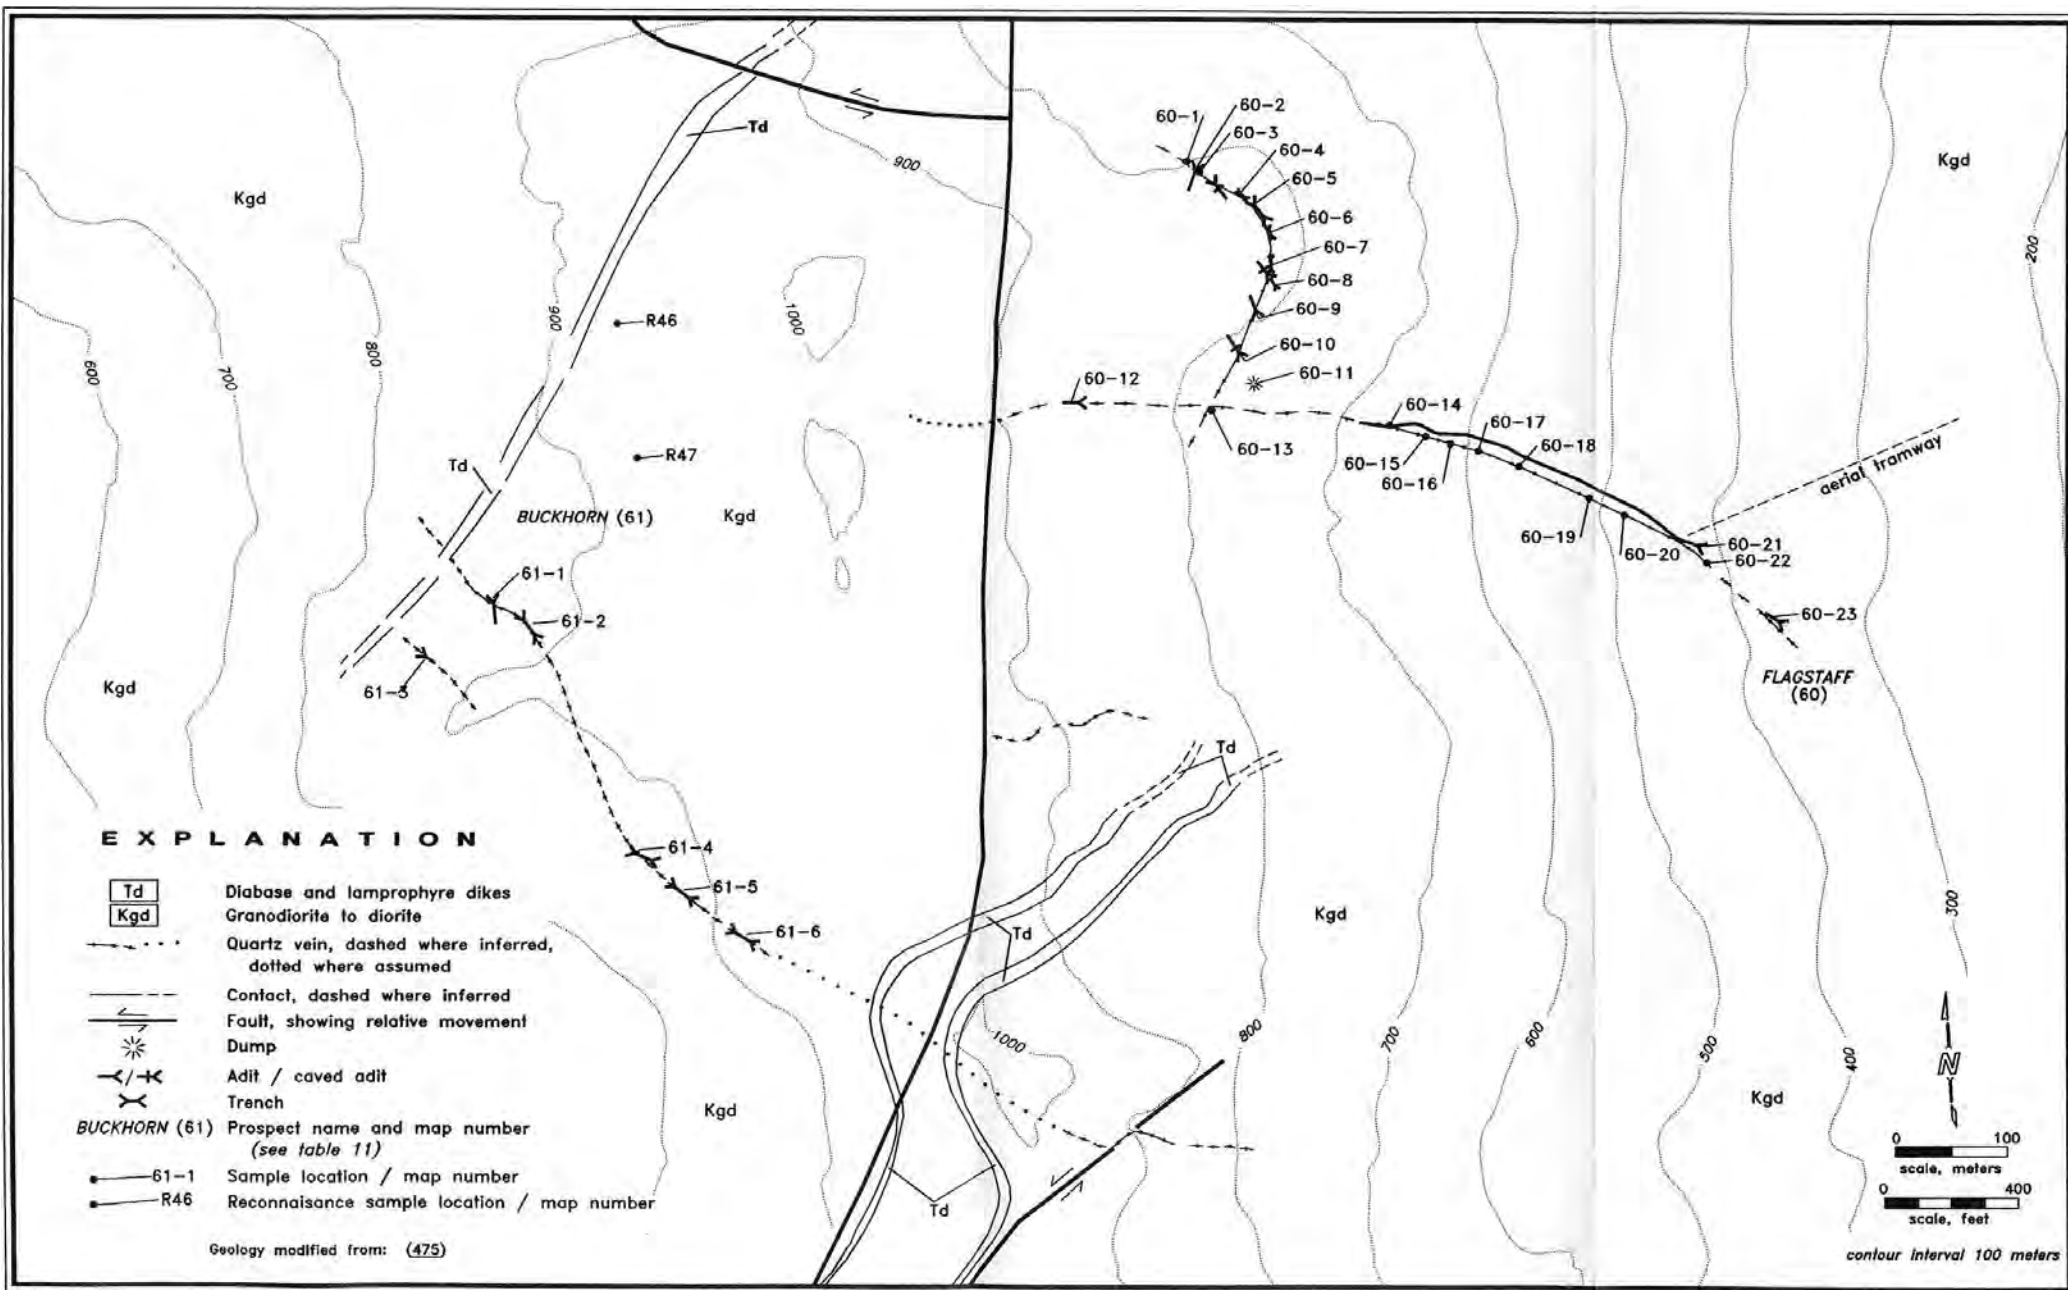 60-1
60-2
60-3
60-4
60-5
60-6
60-7
60-8
60-9
60-10
60-11
60-12
60-13
60-14
60-15
60-16
60-17
60-18
60-19
60-20
60-21
60-22
60-23
aerial tramway
FLAGSTAFF
(60)
Td
Kgd
Kgd
900
200
900
1000
800
700
600
R46
R47
Td
BUCKHORN (61)
Kgd
61-1
61-2
61-3
Kgd
61-4
61-5
61-6
Td
Td
Td
Kgd
Kgd
Kgd
1000
800
700
600
500
400
300
EXPLANATION
Td Diabase and lamprophyre dikes
Kgd Granodiorite to diorite
Quartz vein, dashed where inferred,
dotted where assumed
Contact, dashed where inferred
Fault, showing relative movement
Dump
Adit / caved adit
Trench
BUCKHORN (61) Prospect name and map number
(see table 11)
61-1 Sample location / map number
R46 Reconnaisance sample location / map number
Geology modified from: (475)
N
0 100
scale, meters
0 400
scale, feet
contour interval 100 meters